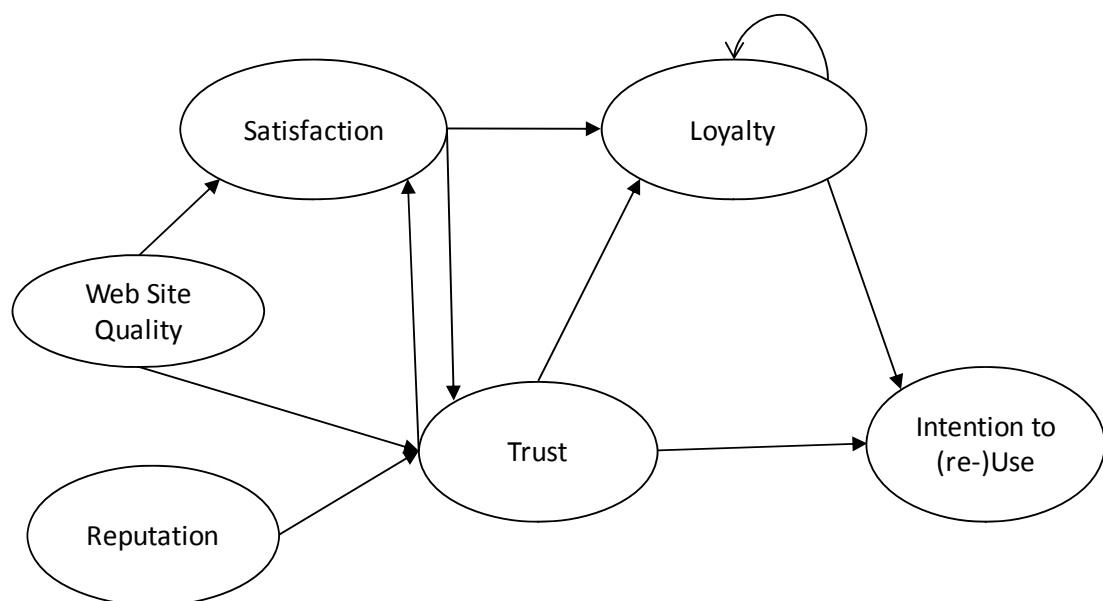 Satisfaction
Loyalty
Web Site
Quality
Trust
Intention to
(re-)Use
Reputation